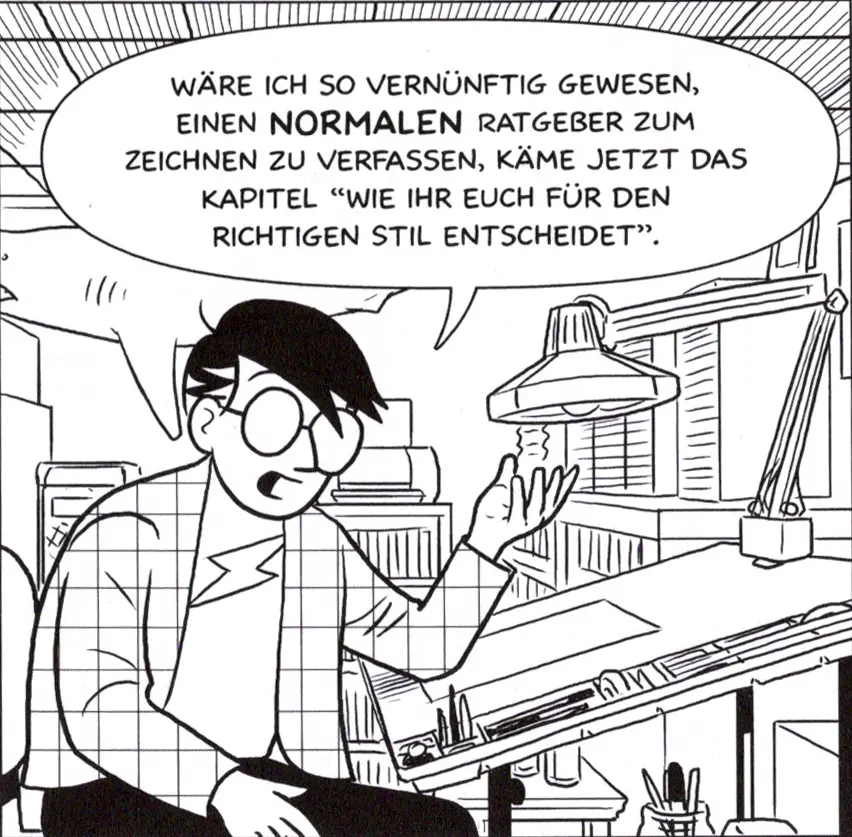 WÄRE ICH SO VERNÜNFTIG GEWESEN,
EINEN NORMALEN RATGEBER ZUM
ZEICHNEN ZU VERFASSEN, KÄME JETZT DAS
KAPITEL “WIE IHR EUCH FÜR DEN
RICHTIGEN STIL ENTSCHEIDET”.